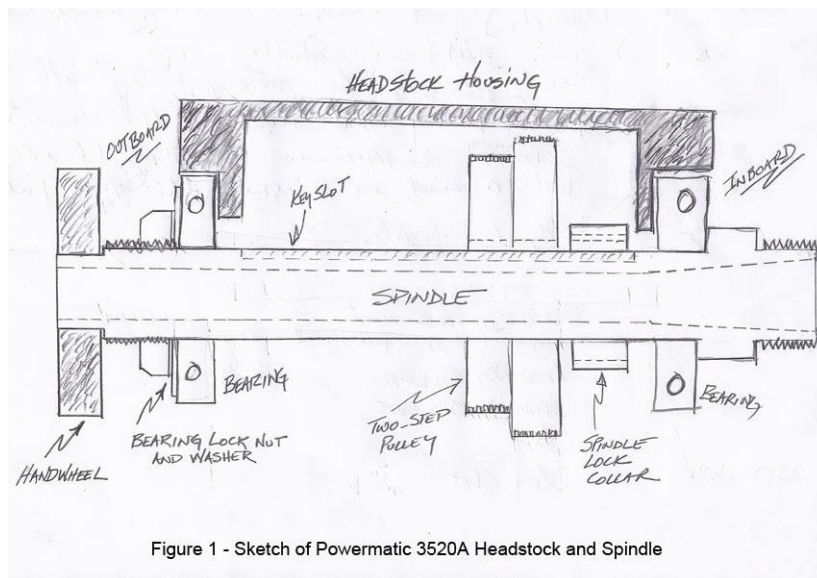 HEADSTOCK HOUSING
OUTBOARD
INBOARD
KEY SLOT
SPINDLE
BEARING
BEARING
TWO-STEP
PULLEY
SPINDLE
LOCK
COLLAR
BEARING LOCK NUT
AND WASHER
HANDWHEEL
Figure 1 - Sketch of Powermatic 3520A Headstock and Spindle